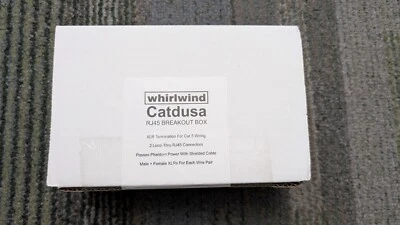 whirlwind
Catdusa
RJ45 BREAKOUT BOX
XLR Termination For Cat 5 Wiring
2 Loop-Thru RJ45 Connectors
Passes Phantom Power With Shielded Cable
Male + Female XLRs For Each Wire Pair